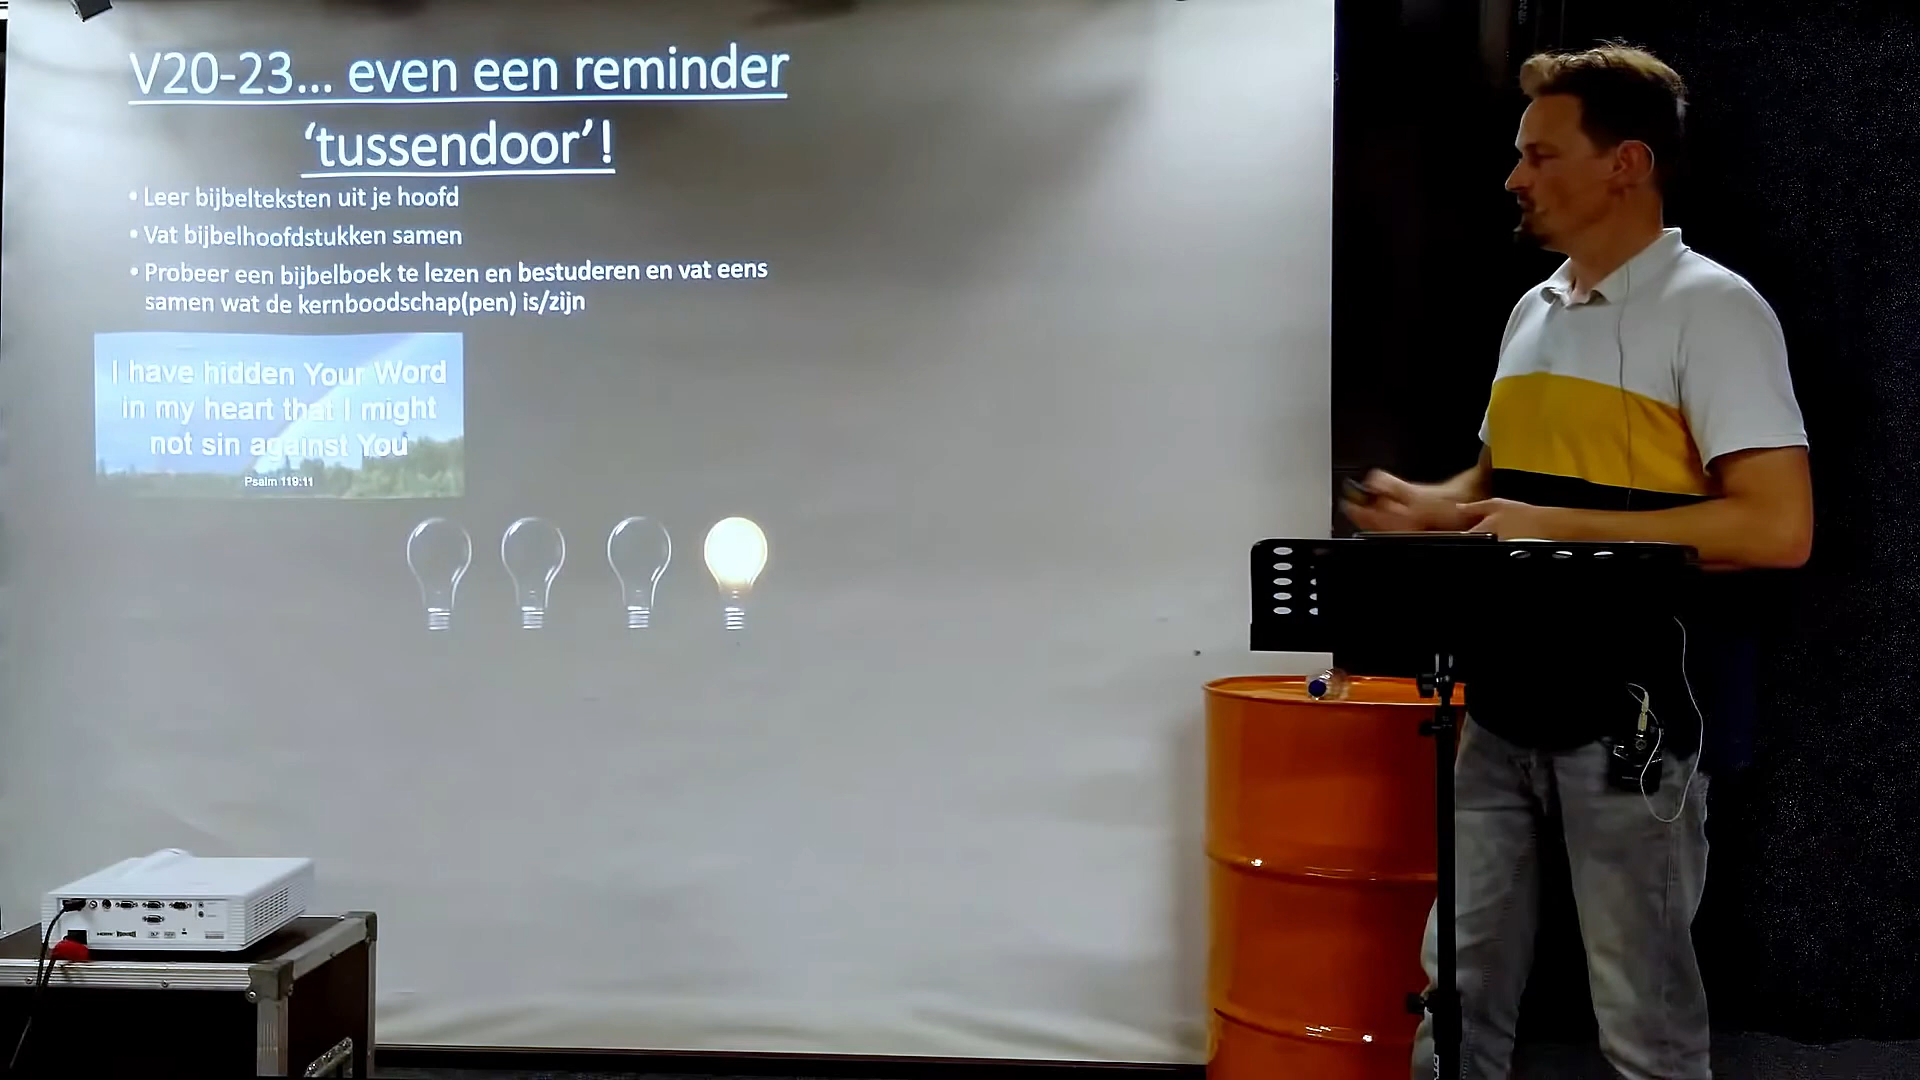 V20-23... even een reminder
‘tussendoor’!
• Leer bijbelteksten uit je hoofd
• Vat bijbelhoofdstukken samen
• Probeer een bijbelboek te lezen en bestuderen en vat eens
samen wat de kernboodschap(pen) is/zijn
I have hidden Your Word
in my heart that I might
not sin against You
Psalm 119:11